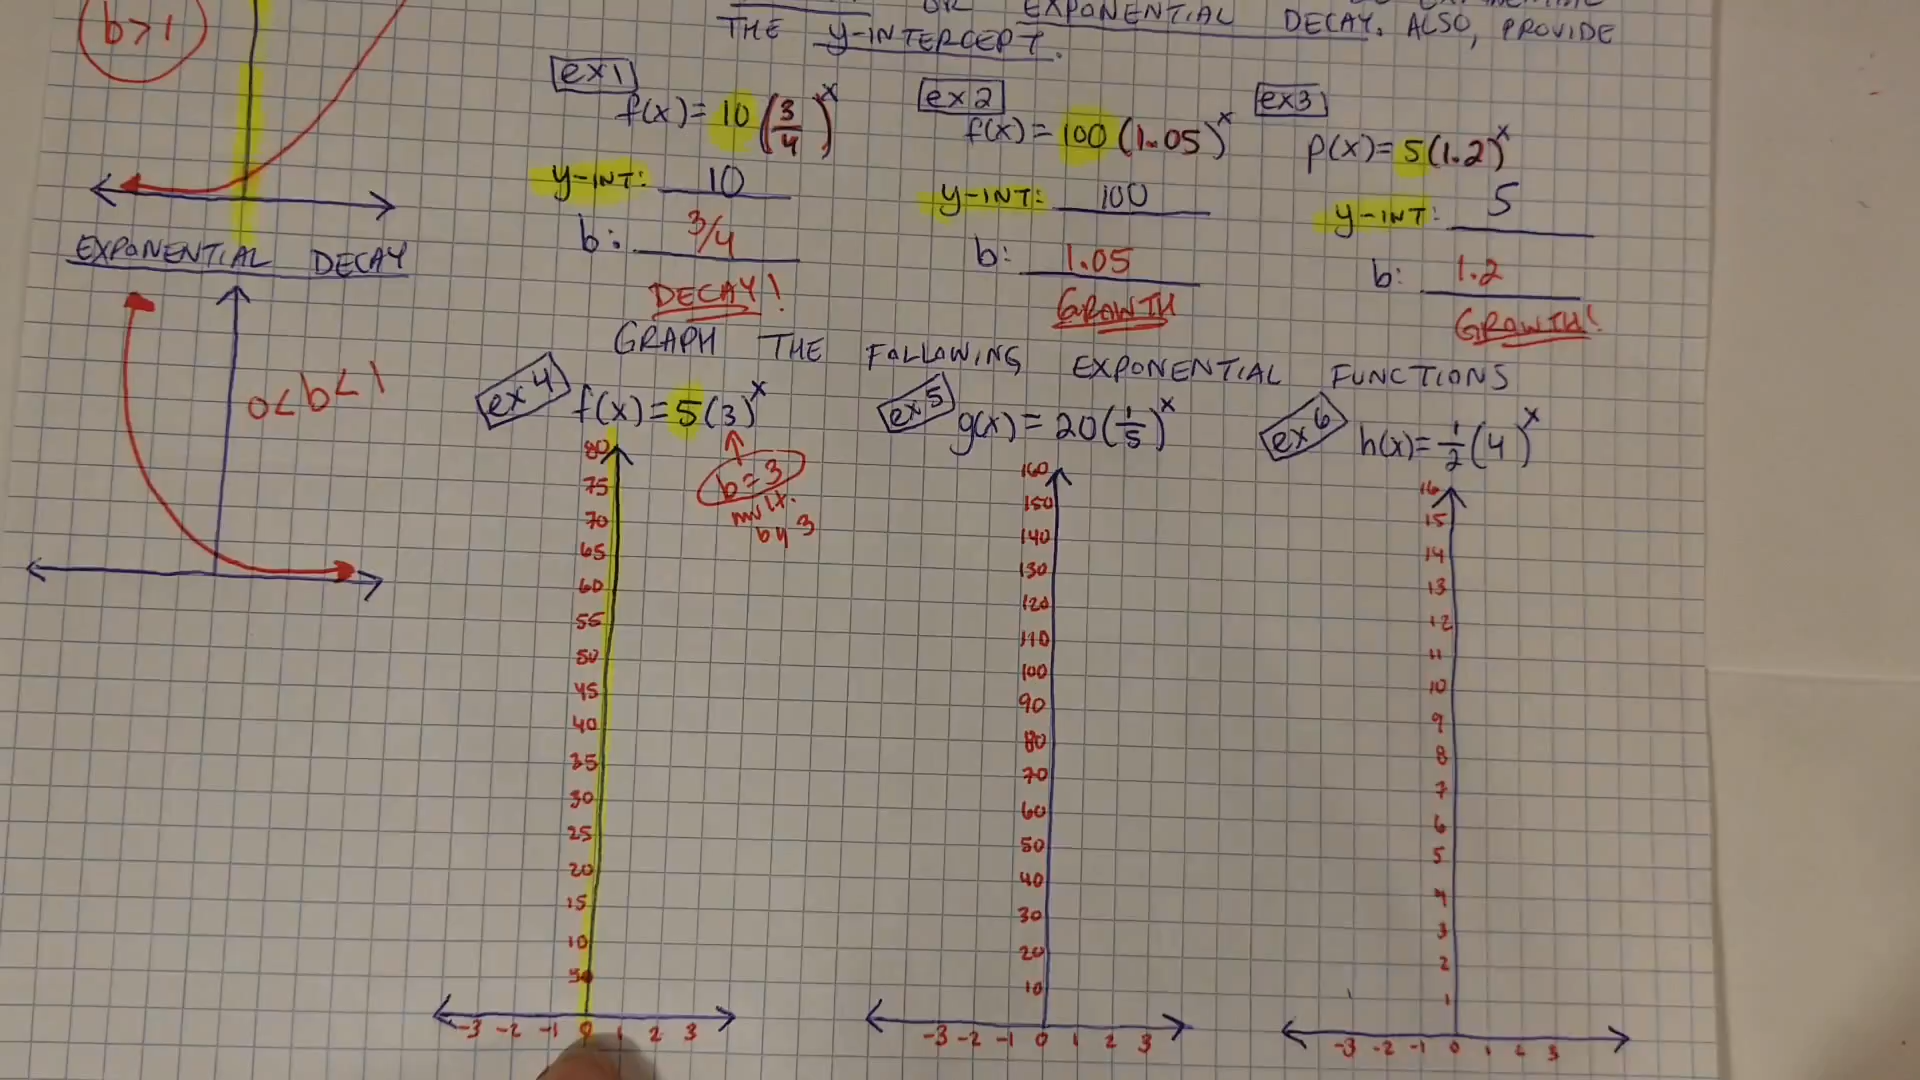 OR EXPONENTIAL DECAY. ALSO, PROVIDE
THE y-INTERCEPT.
b>1
ex1
f(x)=10(3/4)^x
y-INT: 10
b: 3/4
DECAY!
ex2
f(x)=100(1.05)^x
y-INT: 100
b: 1.05
GROWTH
ex3
p(x)=5(1.2)^x
y-INT: 5
b: 1.2
GROWTH!
EXPONENTIAL DECAY
0<b<1
GRAPH THE FOLLOWING EXPONENTIAL FUNCTIONS
ex4
f(x)=5(3)^x
b=3
mult.
by 3
80
75
70
65
60
55
50
45
40
35
30
25
20
15
10
5
-3 -2 -1 0 1 2 3
ex5
g(x)=20(1/5)^x
160
150
140
130
120
110
100
90
80
70
60
50
40
30
20
10
-3 -2 -1 0 1 2 3
ex6
h(x)=1/2(4)^x
16
15
14
13
12
11
10
9
8
7
6
5
4
3
2
1
-3 -2 -1 0 1 2 3